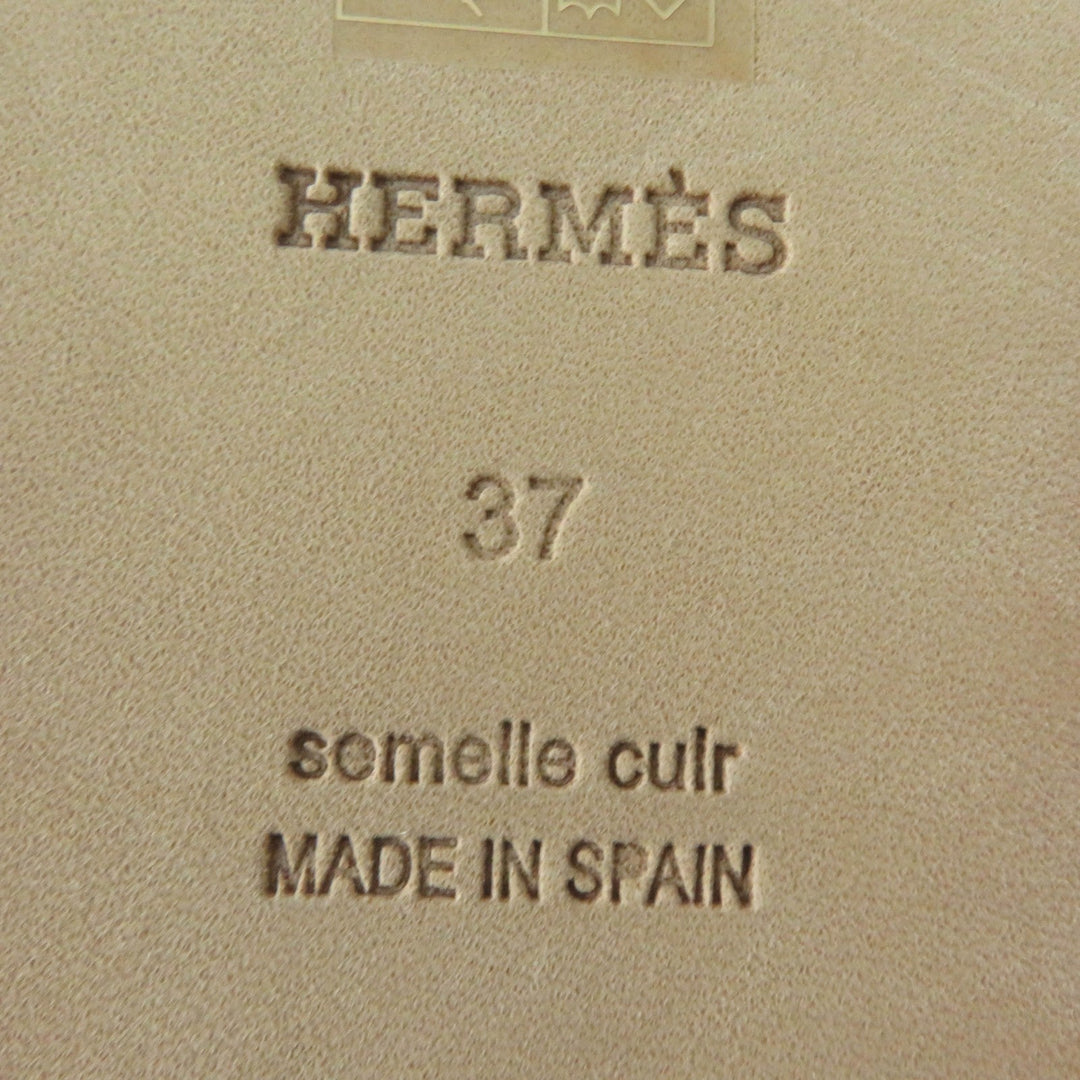 HERMÈS
37
semelle cuir
MADE IN SPAIN